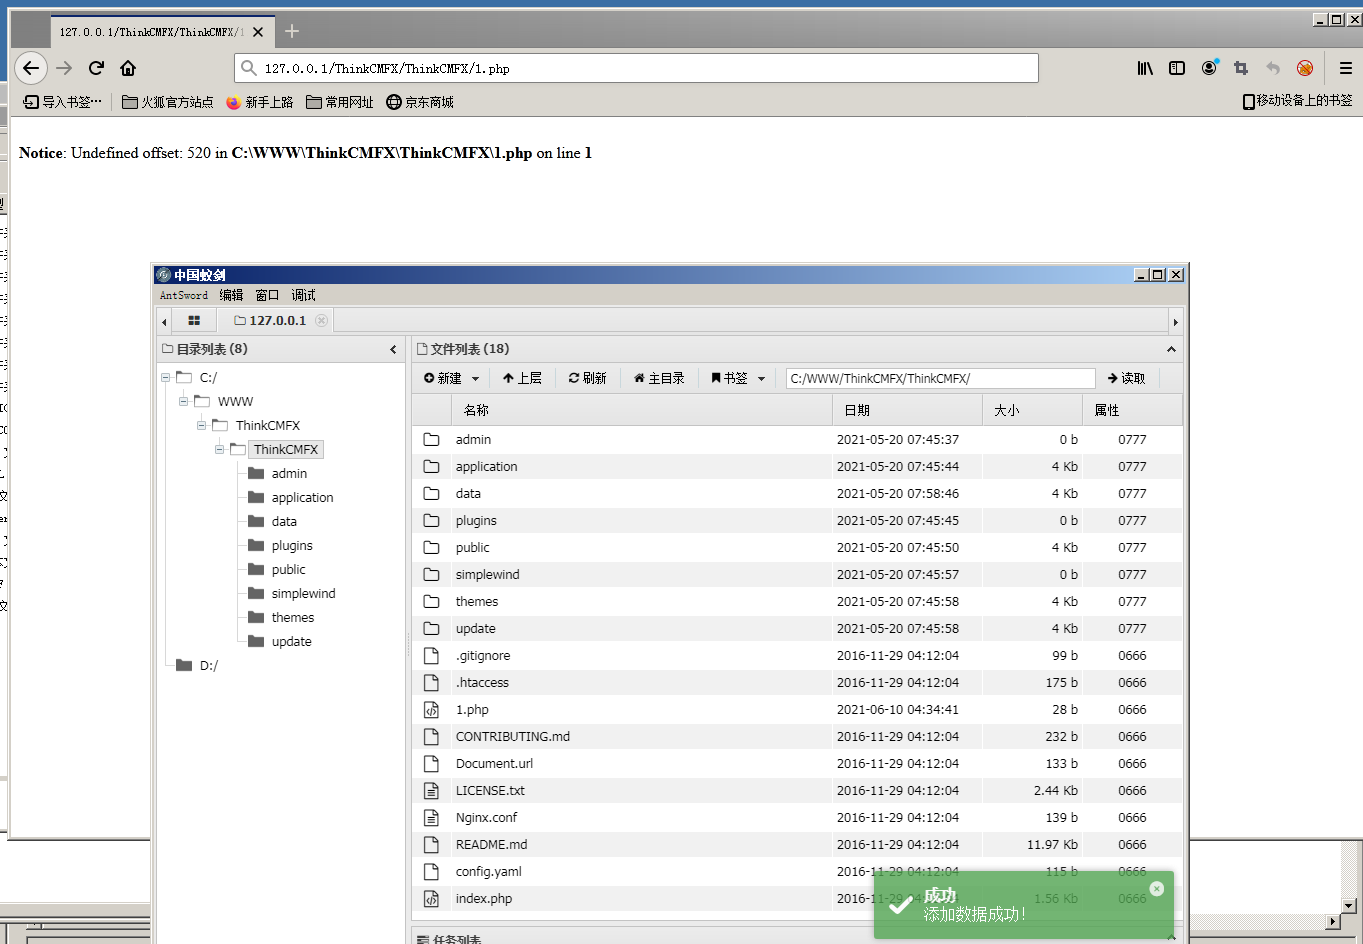 127.0.0.1/ThinkCMFX/ThinkCMFX/1
127.0.0.1/ThinkCMFX/ThinkCMFX/1.php
导入书签… 火狐官方站点 新手上路 常用网址 京东商城 移动设备上的书签
Notice: Undefined offset: 520 in C:\WWW\ThinkCMFX\ThinkCMFX\1.php on line 1
中国蚁剑
AntSword 编辑 窗口 调试
127.0.0.1
目录列表 (8)
C:/
WWW
ThinkCMFX
ThinkCMFX
admin
application
data
plugins
public
simplewind
themes
update
D:/
文件列表 (18)
新建 上层 刷新 主目录 书签 C:/WWW/ThinkCMFX/ThinkCMFX/ 读取
名称 日期 大小 属性
admin 2021-05-20 07:45:37 0 b 0777
application 2021-05-20 07:45:44 4 Kb 0777
data 2021-05-20 07:58:46 4 Kb 0777
plugins 2021-05-20 07:45:45 0 b 0777
public 2021-05-20 07:45:50 4 Kb 0777
simplewind 2021-05-20 07:45:57 0 b 0777
themes 2021-05-20 07:45:58 4 Kb 0777
update 2021-05-20 07:45:58 4 Kb 0777
.gitignore 2016-11-29 04:12:04 99 b 0666
.htaccess 2016-11-29 04:12:04 175 b 0666
1.php 2021-06-10 04:34:41 28 b 0666
CONTRIBUTING.md 2016-11-29 04:12:04 232 b 0666
Document.url 2016-11-29 04:12:04 133 b 0666
LICENSE.txt 2016-11-29 04:12:04 2.44 Kb 0666
Nginx.conf 2016-11-29 04:12:04 139 b 0666
README.md 2016-11-29 04:12:04 11.97 Kb 0666
config.yaml 2016-11-29 04:12:04 115 b 0666
index.php 2016-11-29 04:12:04 1.56 Kb 0666
成功
添加数据成功!
任务列表